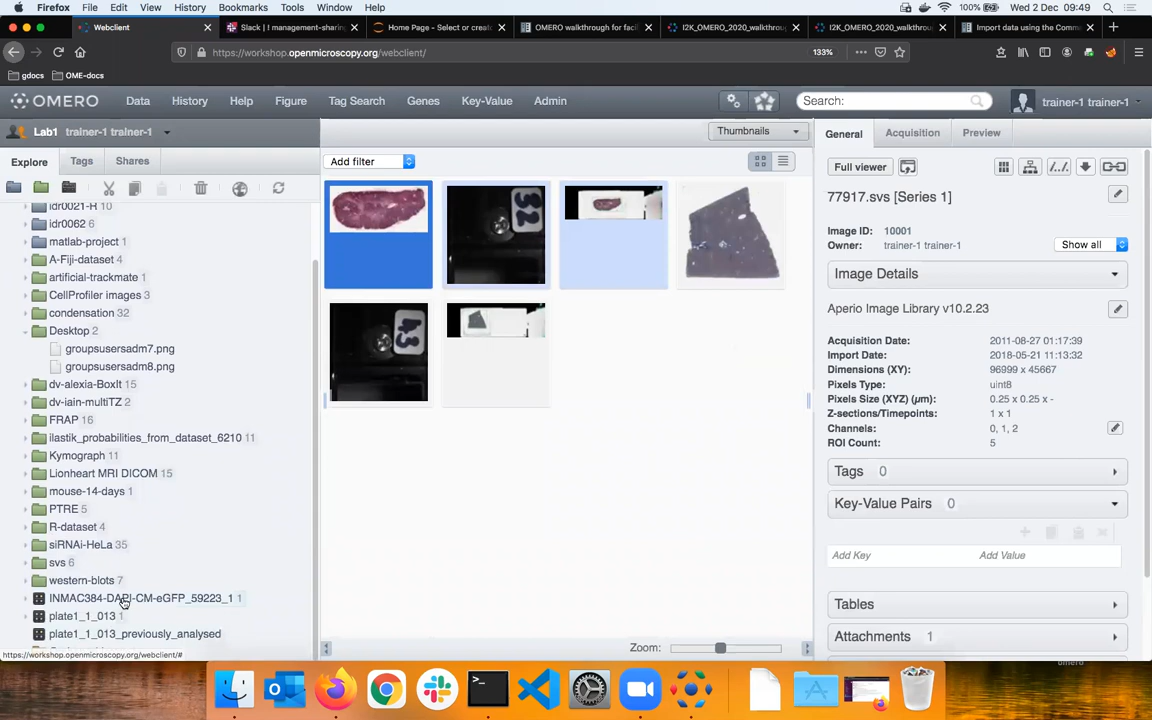 Firefox File Edit View History Bookmarks Tools Window Help 100% Wed 2 Dec 09:49
Webclient Slack | ! management-sharing Home Page - Select or create OMERO walkthrough for facil I2K_OMERO_2020_walkthrou I2K_OMERO_2020_walkthrou Import data using the Comm
https://workshop.openmicroscopy.org/webclient/ 133%
gdocs OME-docs
OMERO Data History Help Figure Tag Search Genes Key-Value Admin Search: trainer-1 trainer-1
Lab1 trainer-1 trainer-1 Thumbnails General Acquisition Preview
Explore Tags Shares Add filter
Full viewer
idr0021-R 10
77917.svs [Series 1]
idr0062 6
matlab-project 1
Image ID: 10001
A-Fiji-dataset 4
Owner: trainer-1 trainer-1 Show all
artificial-trackmate 1
Image Details
CellProfiler images 3
condensation 32
Aperio Image Library v10.2.23
Desktop 2
groupsusersadm7.png
Acquisition Date: 2011-08-27 01:17:39
groupsusersadm8.png
Import Date: 2018-05-21 11:13:32
Dimensions (XY): 96999 x 45667
dv-alexia-BoxIt 15
Pixels Type: uint8
dv-iain-multiTZ 2
Pixels Size (XYZ) (µm): 0.25 x 0.25 x -
FRAP 16
Z-sections/Timepoints: 1 x 1
ilastik_probabilities_from_dataset_6210 11
Channels: 0, 1, 2
Kymograph 11
ROI Count: 5
Lionheart MRI DICOM 15
Tags 0
mouse-14-days 1
Key-Value Pairs 0
PTRE 5
R-dataset 4
siRNAi-HeLa 35
Add Key Add Value
svs 6
western-blots 7
INMAC384-DAPI-CM-eGFP_59223_1 1
Tables
plate1_1_013 1
plate1_1_013_previously_analysed
Attachments 1
Zoom:
https://workshop.openmicroscopy.org/webclient/#
omero